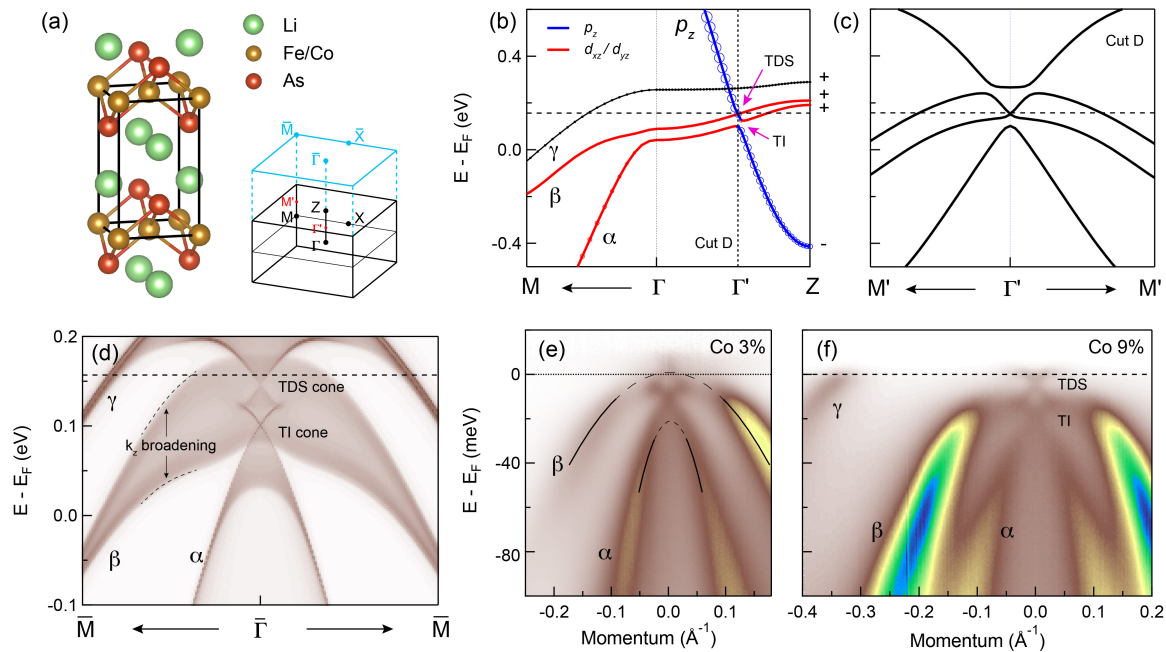 (a)
Li
Fe/Co
As
M̅
X̅
Γ̅
M'
M
Z
X
Γ'
Γ
(b)
p_z
d_xz / d_yz
p_z
TDS
+
+
+
TI
γ
β
α
Cut D
-
0.4
0.0
-0.4
E - E_F (eV)
M
Γ
Γ'
Z
(c)
Cut D
M'
Γ'
M'
(d)
0.2
0.1
0.0
-0.1
E - E_F (eV)
γ
TDS cone
TI cone
k_z broadening
β
α
M̅
Γ̅
M̅
(e)
Co 3%
0
-40
-80
E - E_F (meV)
β
α
-0.2
-0.1
0.0
0.1
Momentum (Å⁻¹)
(f)
Co 9%
γ
TDS
TI
β
α
-0.4
-0.3
-0.2
-0.1
0.0
0.1
0.2
Momentum (Å⁻¹)